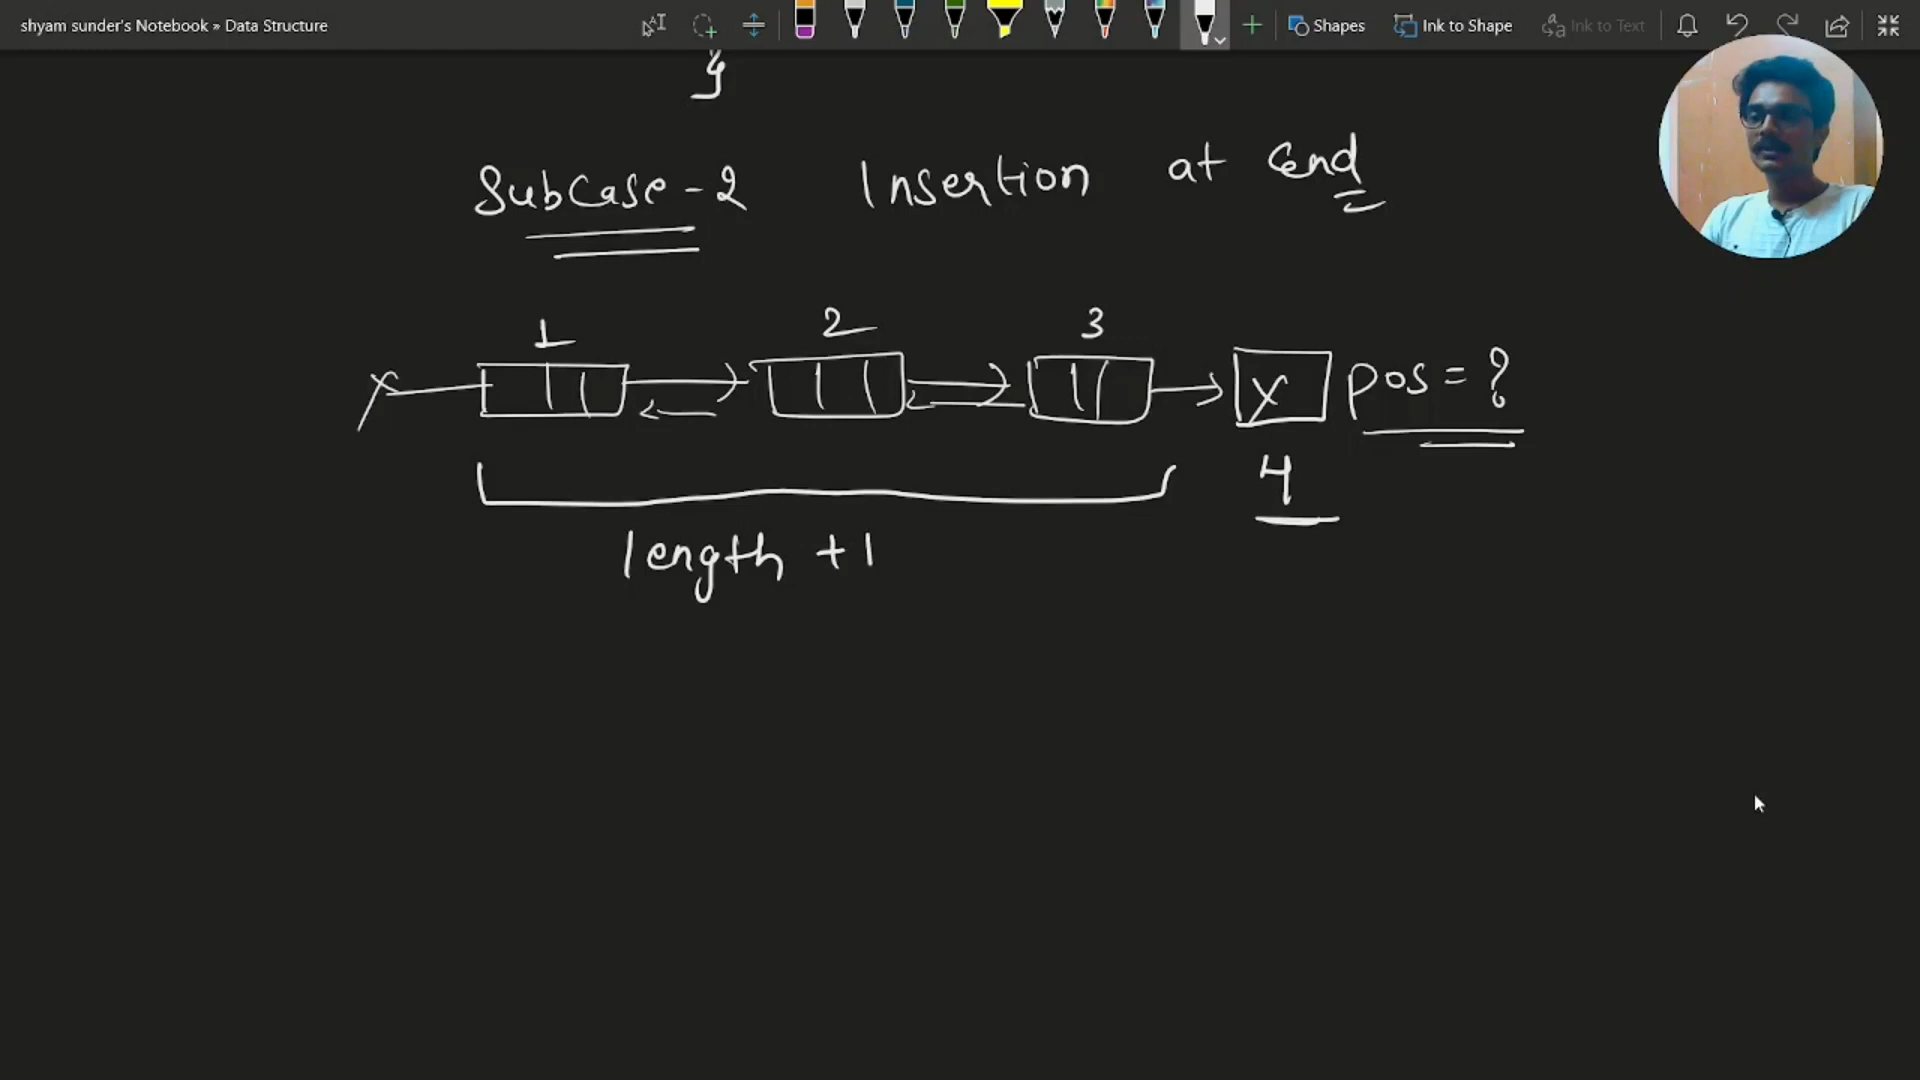 shyam sunder's Notebook » Data Structure
Shapes
Ink to Shape
Ink to Text
}
Subcase-2 Insertion at end
1 2 3
X pos = ?
4
length +1